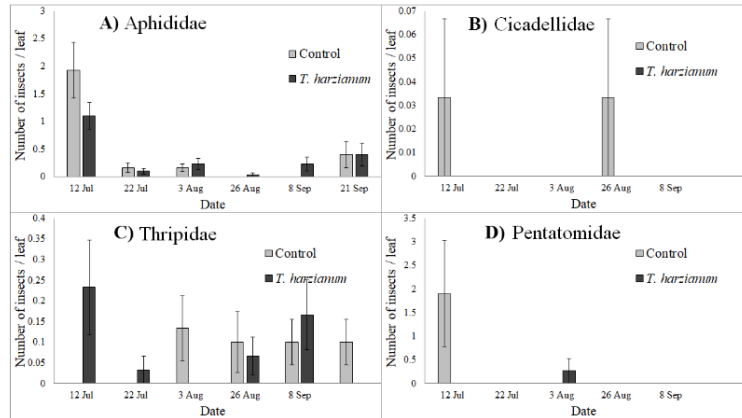 A) Aphididae
Number of insects / leaf
3
2.5
2
1.5
1
0.5
0
Control
T. harzianum
12 Jul 22 Jul 3 Aug 26 Aug 8 Sep 21 Sep
Date
B) Cicadellidae
Number of insects / leaf
0.07
0.06
0.05
0.04
0.03
0.02
0.01
0
Control
T. harzianum
12 Jul 22 Jul 3 Aug 26 Aug 8 Sep
Date
C) Thripidae
Number of insects / leaf
0.4
0.35
0.3
0.25
0.2
0.15
0.1
0.05
0
Control
T. harzianum
12 Jul 22 Jul 3 Aug 26 Aug 8 Sep
Date
D) Pentatomidae
Number of insects / leaf
3.5
3
2.5
2
1.5
1
0.5
0
Control
T. harzianum
12 Jul 22 Jul 3 Aug 26 Aug 8 Sep
Date